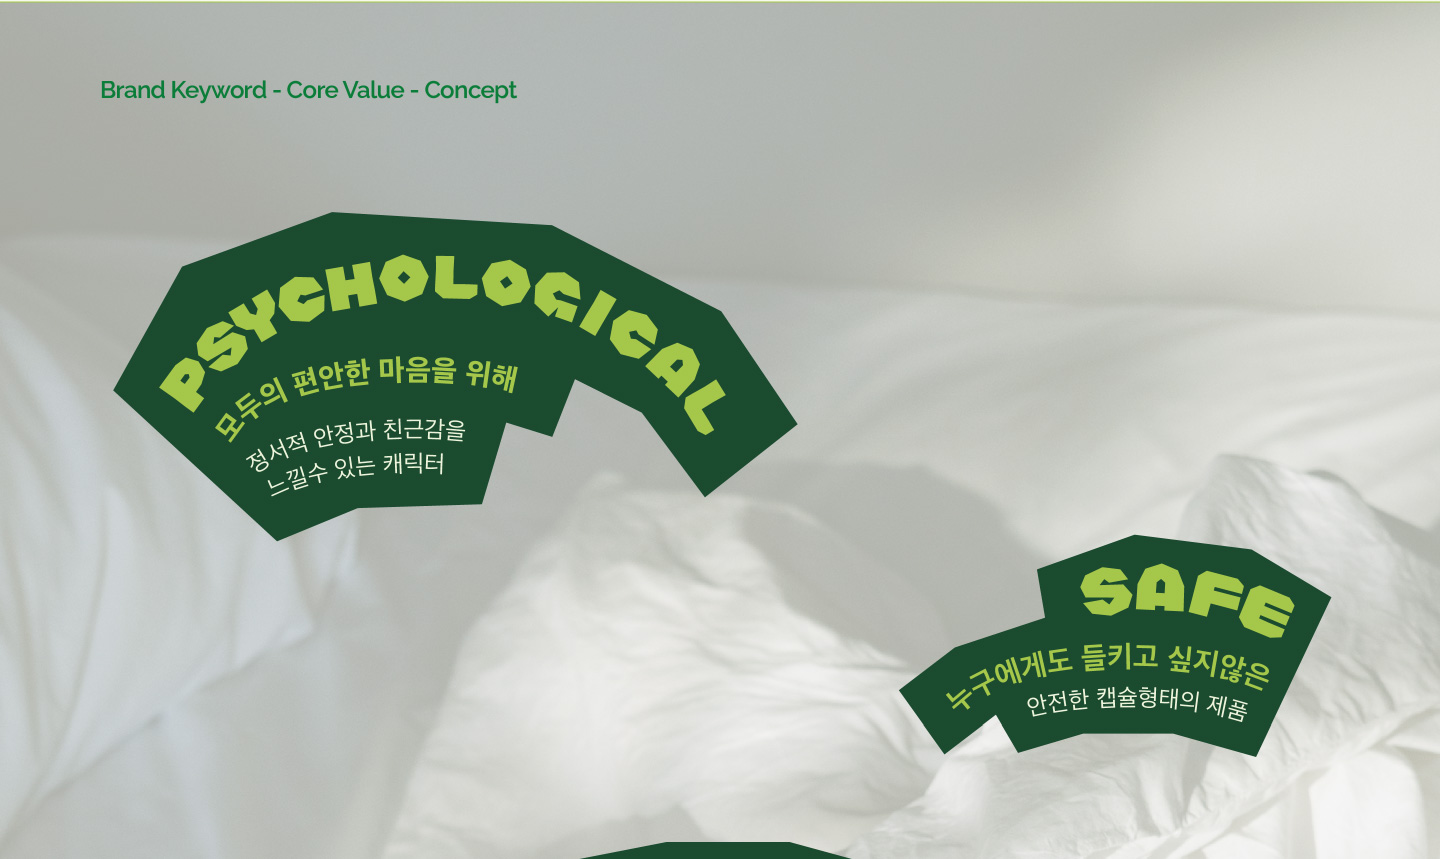 Brand Keyword - Core Value - Concept
PSYCHOLOGICAL
모두의 편안한 마음을 위해
정서적 안정과 친근감을
느낄수 있는 캐릭터
SAFE
누구에게도 들키고 싶지않은
안전한 캡슐형태의 제품